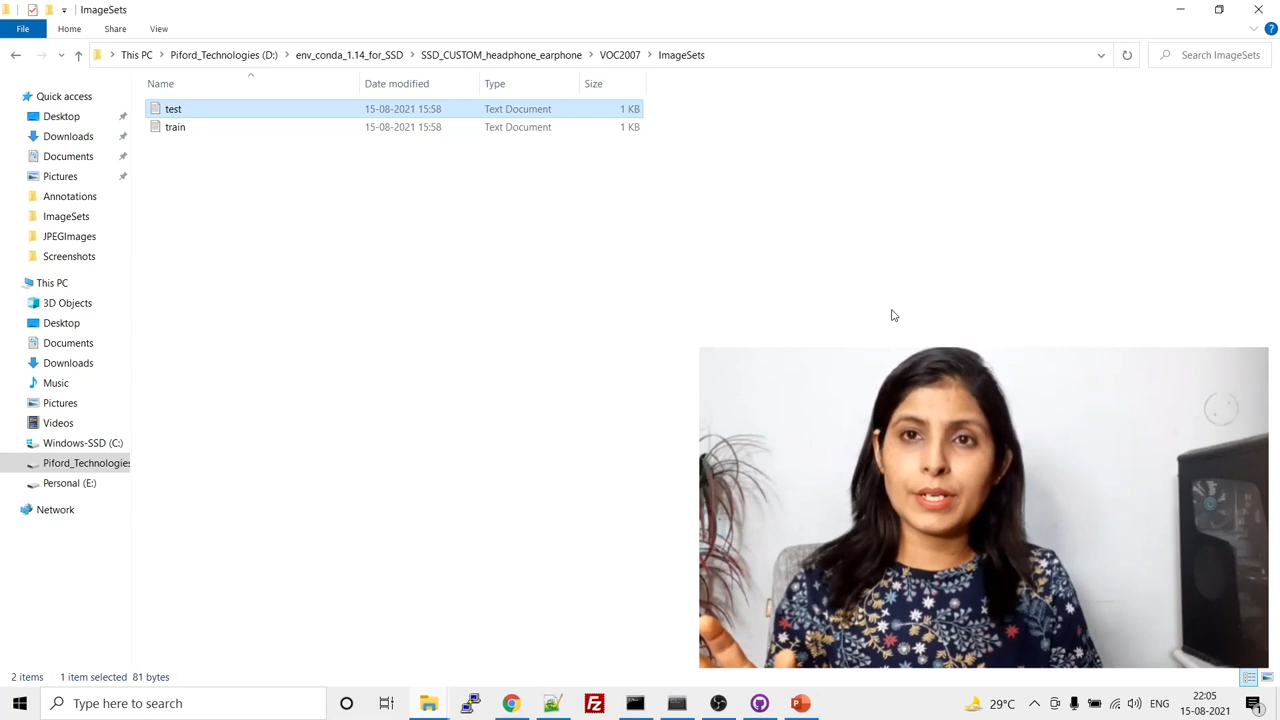 ImageSets
File Home Share View
This PC Piford_Technologies (D:) env_conda_1.14_for_SSD SSD_CUSTOM_headphone_earphone VOC2007 ImageSets
Search ImageSets
Name Date modified Type Size
test 15-08-2021 15:58 Text Document 1 KB
train 15-08-2021 15:58 Text Document 1 KB
Quick access
Desktop
Downloads
Documents
Pictures
Annotations
ImageSets
JPEGImages
Screenshots
This PC
3D Objects
Desktop
Documents
Downloads
Music
Pictures
Videos
Windows-SSD (C:)
Piford_Technologies
Personal (E:)
Network
2 items 1 item selected 81 bytes
Type here to search
29°C
ENG
22:05
15-08-2021
1